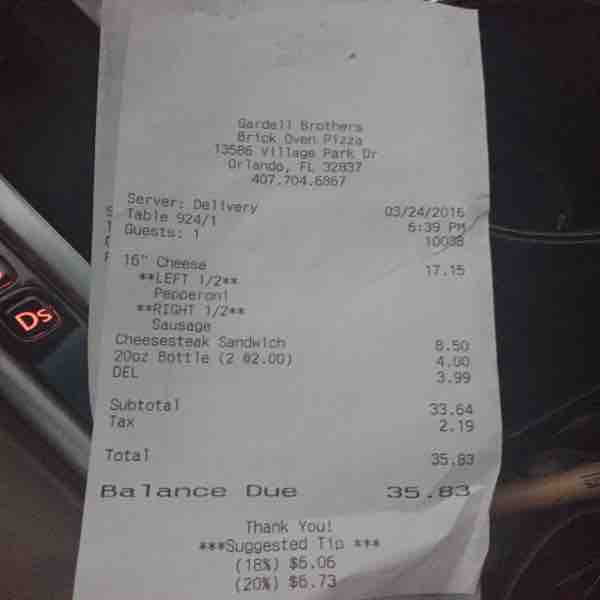 Gardell Brothers
Brick Oven Pizza
13586 Village Park Dr
Orlando, FL 32837
407.704.6867
Server: Delivery 03/24/2016
Table 924/1 6:39 PM
Guests: 1 10038
16" Cheese 17.15
**LEFT 1/2**
Pepperoni
**RIGHT 1/2**
Sausage
Cheesesteak Sandwich 8.50
20oz Bottle (2 @2.00) 4.00
DEL 3.99
Subtotal 33.64
Tax 2.19
Total 35.83
Balance Due 35.83
Thank You!
***Suggested Tip ***
(18%) $6.06
(20%) $6.73
Ds